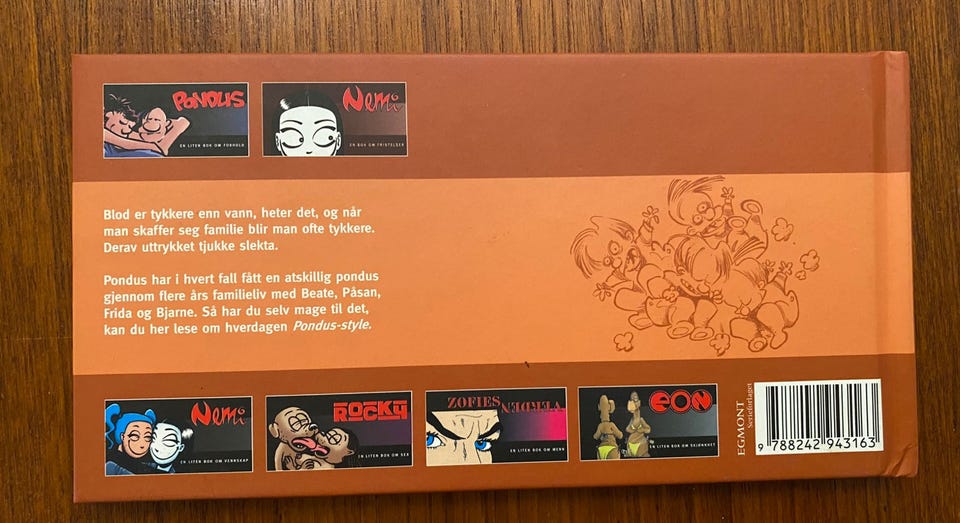 PONDUS
EN LITEN BOK OM FORHOLD
Nemi
EN BOK OM FRISTELSER
Blod er tykkere enn vann, heter det, og når
man skaffer seg familie blir man ofte tykkere.
Derav uttrykket tjukke slekta.
Pondus har i hvert fall fått en atskillig pondus
gjennom flere års familieliv med Beate, Påsan,
Frida og Bjarne. Så har du selv mage til det,
kan du her lese om hverdagen Pondus-style.
Nemi
EN LITEN BOK OM VENNSKAP
ROCKY
EN LITEN BOK OM SEX
ZOFIES VERDEN
EN LITEN BOK OM MENN
EON
EN LITEN BOK OM SKJØNNHET
EGMONT
Serieforlaget
9 788242 943163